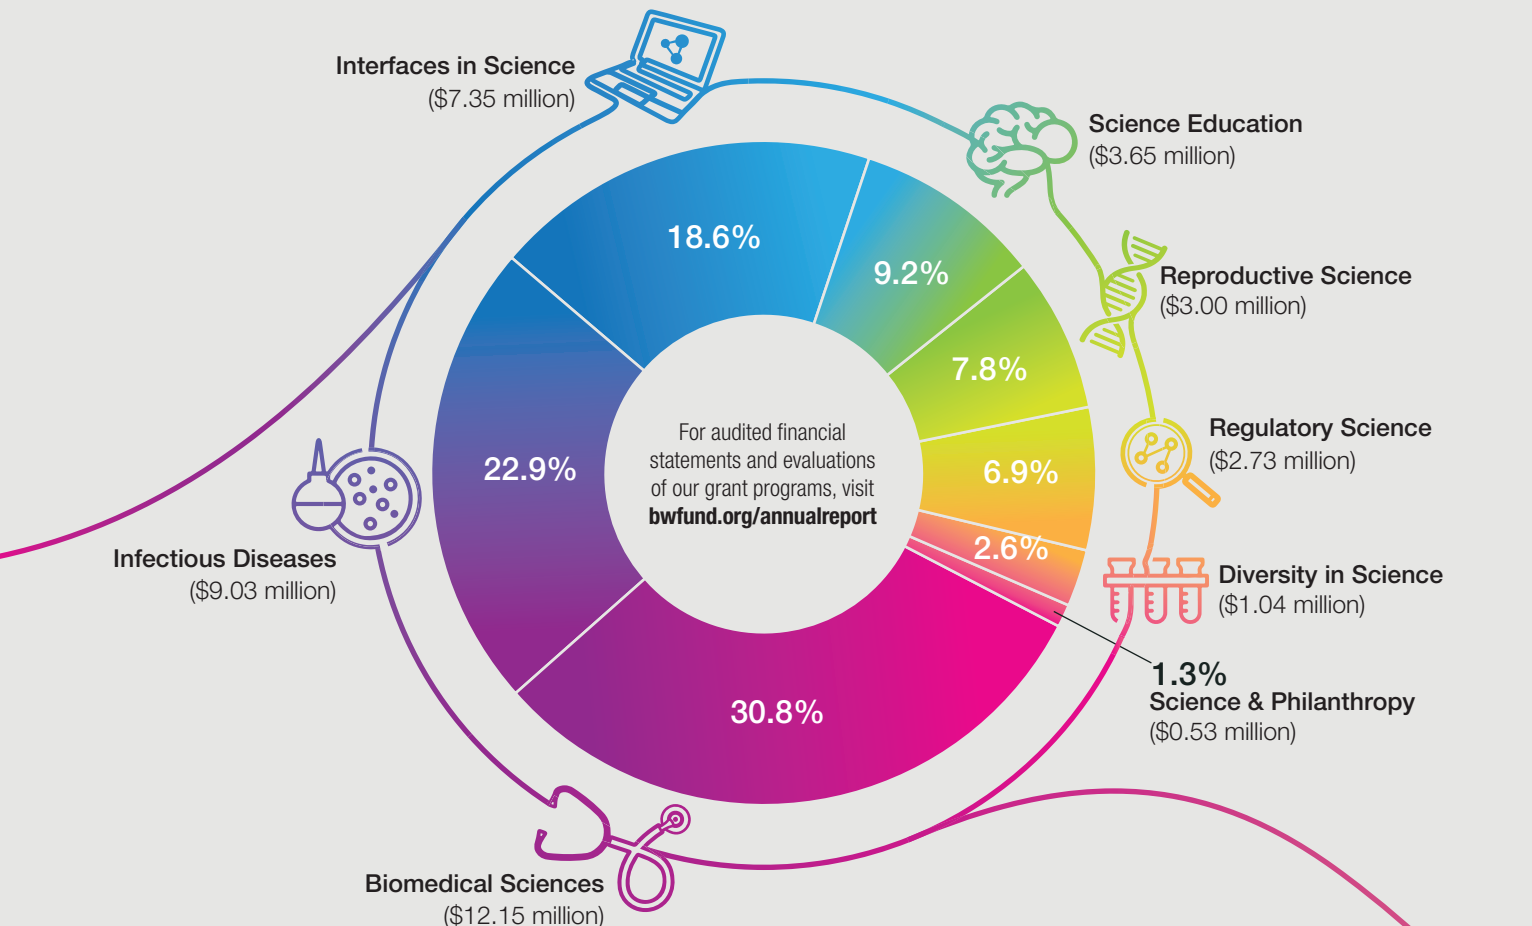 Interfaces in Science
($7.35 million)
Science Education
($3.65 million)
Reproductive Science
($3.00 million)
Regulatory Science
($2.73 million)
Diversity in Science
($1.04 million)
1.3%
Science & Philanthropy
($0.53 million)
Biomedical Sciences
($12.15 million)
Infectious Diseases
($9.03 million)
18.6%
9.2%
7.8%
6.9%
2.6%
30.8%
22.9%
For audited financial
statements and evaluations
of our grant programs, visit
bwfund.org/annualreport